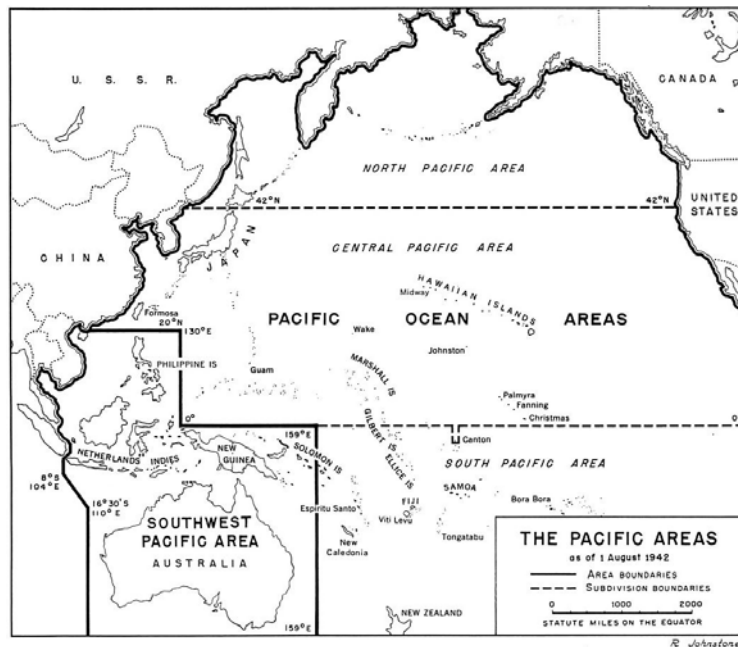 U. S. S. R.
CANADA
NORTH PACIFIC AREA
42°N
42°N
UNITED
STATES
JAPAN
CENTRAL PACIFIC AREA
CHINA
HAWAIIAN ISLANDS
Midway
Formosa
20°N
130°E
PACIFIC OCEAN AREAS
Wake
Johnston
PHILIPPINE IS
Guam
MARSHALL IS
Palmyra
Fanning
Christmas
0°
159°E
GILBERT IS
Canton
NETHERLANDS INDIES
NEW
GUINEA
SOLOMON IS
ELLICE IS
SOUTH PACIFIC AREA
8°S
104°E
SAMOA
16°30'S
110°E
Espiritu Santo
FIJI
Bora Bora
SOUTHWEST
PACIFIC AREA
AUSTRALIA
Viti Levu
Tongatabu
New
Caledonia
THE PACIFIC AREAS
as of 1 August 1942
AREA BOUNDARIES
SUBDIVISION BOUNDARIES
0 1000 2000
STATUTE MILES ON THE EQUATOR
NEW ZEALAND
159°E
R. Johnstone